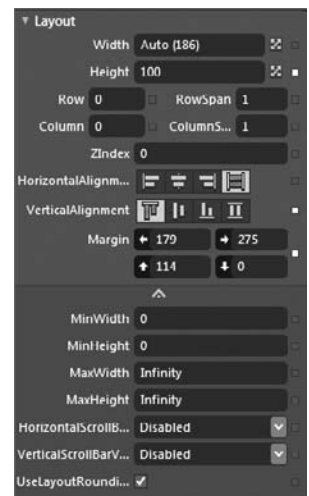 Layout
Width Auto (186)
Height 100
Row 0 RowSpan 1
Column 0 ColumnS... 1
ZIndex 0
HorizontalAlignm...
VerticalAlignment
Margin 179 275
114 0
MinWidth 0
MinHeight 0
MaxWidth Infinity
MaxHeight Infinity
HorizontalScrollB... Disabled
VerticalScrollBarV... Disabled
UseLayoutRoundi...